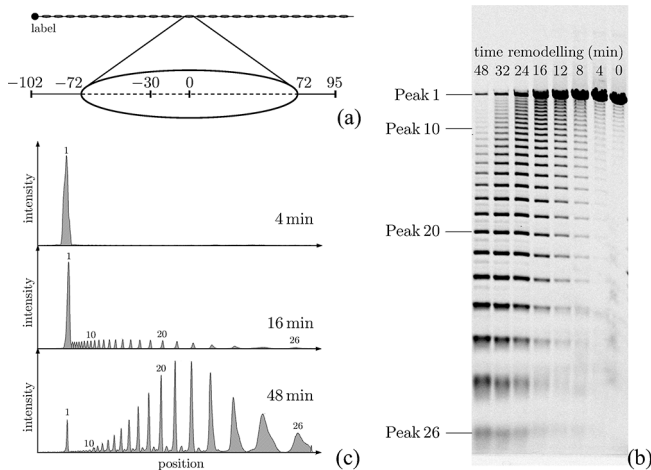 label
−102 −72 −30 0 72 95
(a)
1
intensity
4 min
1
10
20
26
intensity
16 min
1
10
20
26
intensity
48 min
position
(c)
time remodelling (min)
48 32 24 16 12 8 4 0
Peak 1
Peak 10
Peak 20
Peak 26
(b)